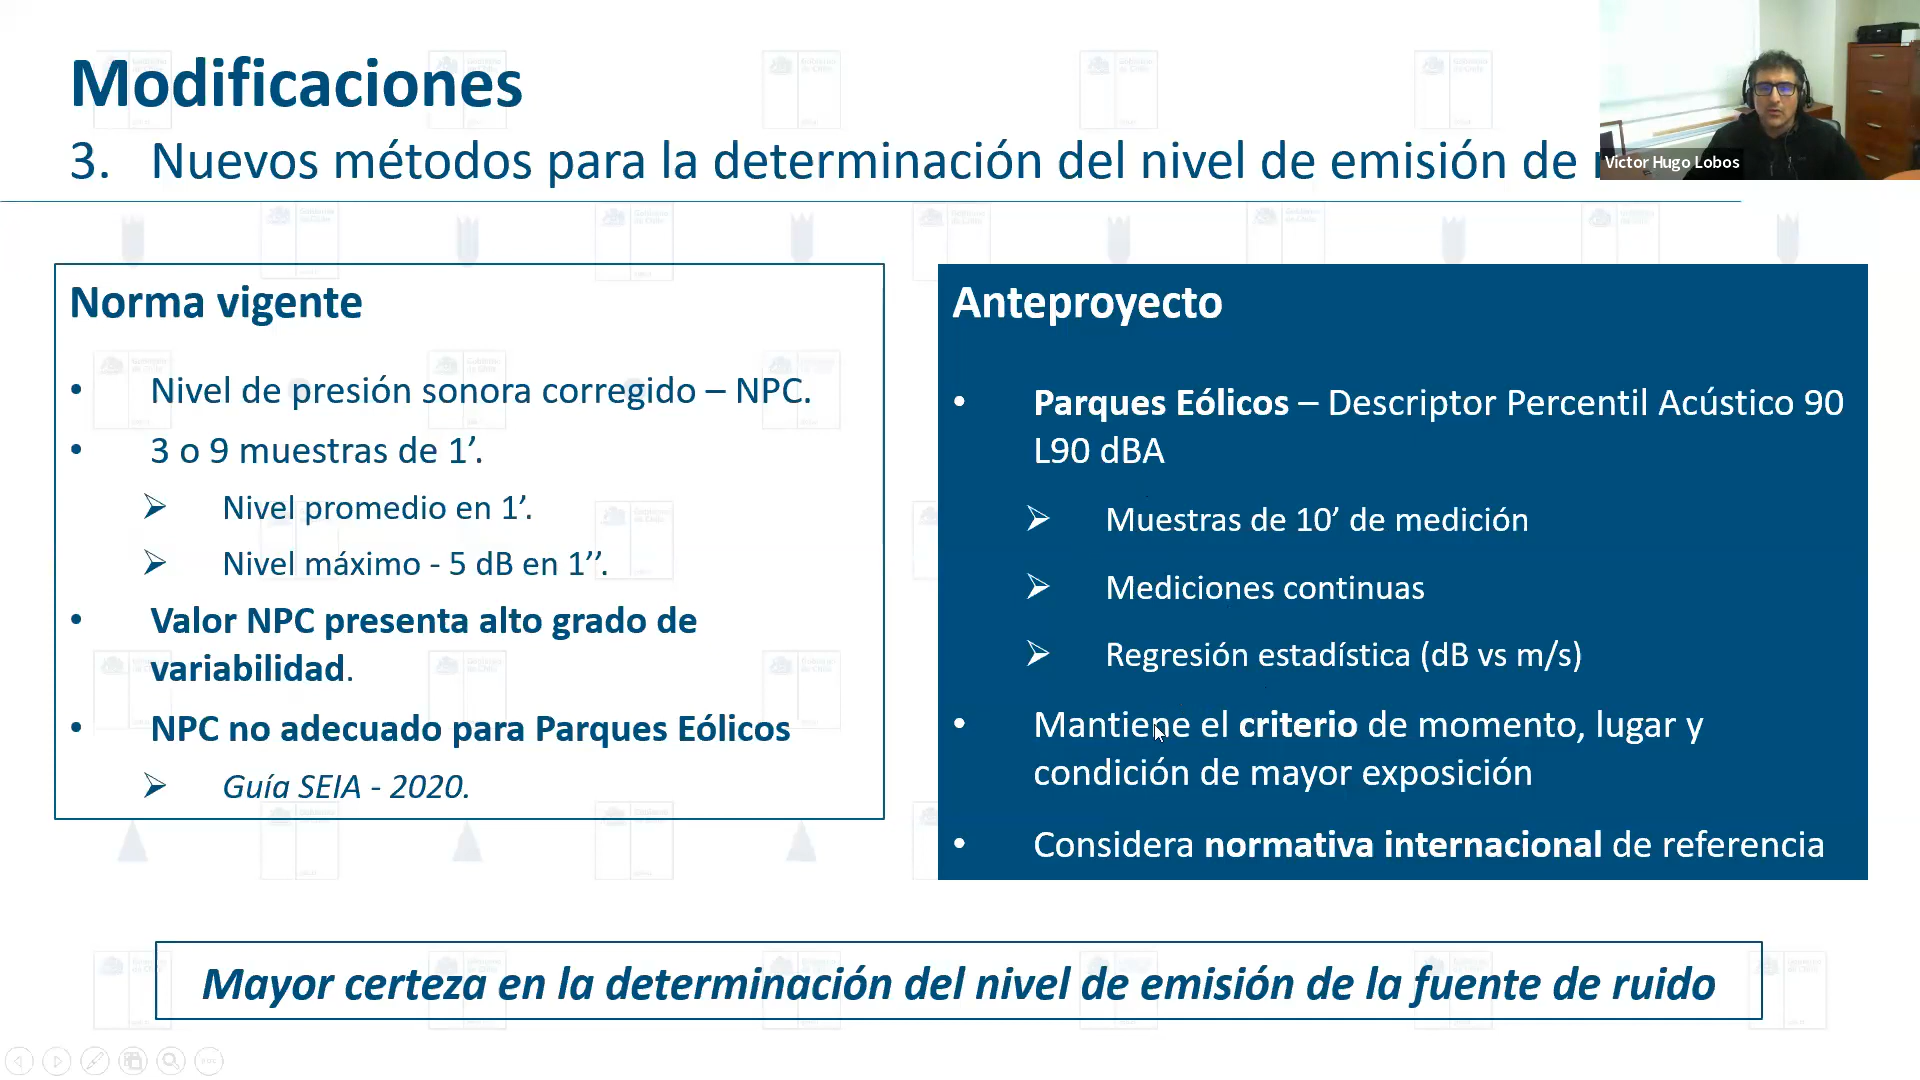 Modificaciones
3. Nuevos métodos para la determinación del nivel de emisión de
Victor Hugo Lobos
Norma vigente
• Nivel de presión sonora corregido – NPC.
• 3 o 9 muestras de 1’.
➢ Nivel promedio en 1’.
➢ Nivel máximo - 5 dB en 1’’.
• Valor NPC presenta alto grado de
variabilidad.
• NPC no adecuado para Parques Eólicos
➢ Guía SEIA - 2020.
Anteproyecto
• Parques Eólicos – Descriptor Percentil Acústico 90
L90 dBA
➢ Muestras de 10’ de medición
➢ Mediciones continuas
➢ Regresión estadística (dB vs m/s)
• Mantiene el criterio de momento, lugar y
condición de mayor exposición
• Considera normativa internacional de referencia
Mayor certeza en la determinación del nivel de emisión de la fuente de ruido